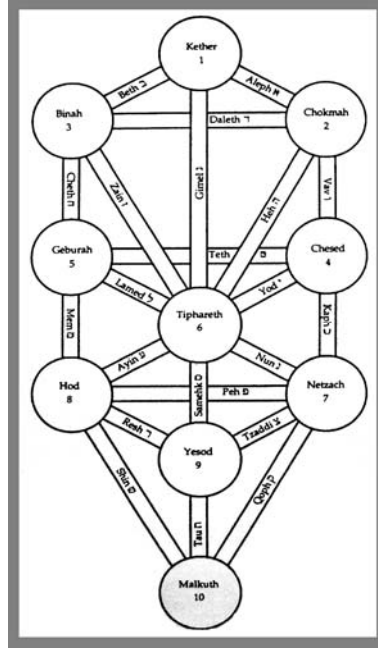 Kether
1
Beth ב
Aleph א
Binah
3
Chokmah
2
Daleth ד
Cheth ח
Zain ז
Gimel ג
Heh ה
Vav ו
Geburah
5
Teth ט
Chesed
4
Lamed ל
Yod י
Tiphareth
6
Mem מ
Kaph כ
Ayin ע
Nun נ
Samehk ס
Hod
8
Peh פ
Netzach
7
Resh ר
Tzaddi צ
Yesod
9
Shin ש
Qoph ק
Tau ת
Malkuth
10